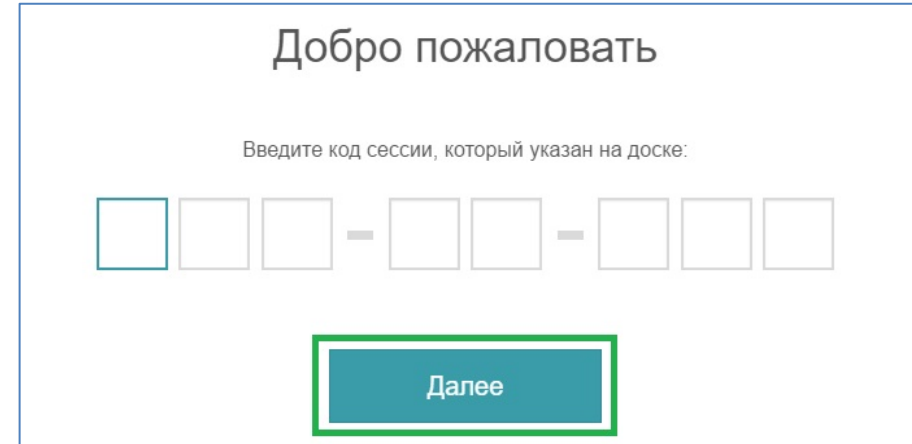 Добро пожаловать
Введите код сессии, который указан на доске:
Далее